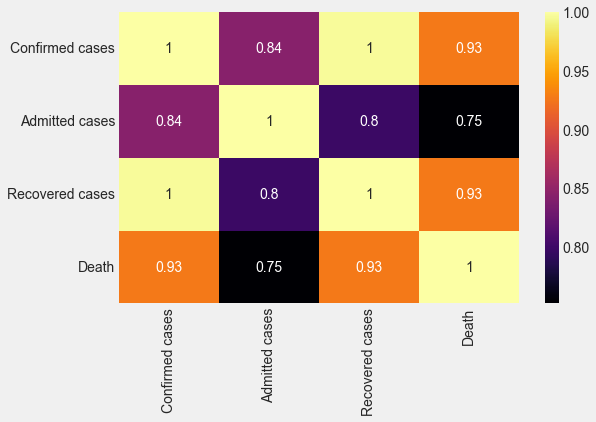 1.00
Confirmed cases 1 0.84 1 0.93
0.95
Admitted cases 0.84 1 0.8 0.75
0.90
Recovered cases 1 0.8 1 0.93
0.85
Death 0.93 0.75 0.93 1
0.80
Confirmed cases
Admitted cases
Recovered cases
Death